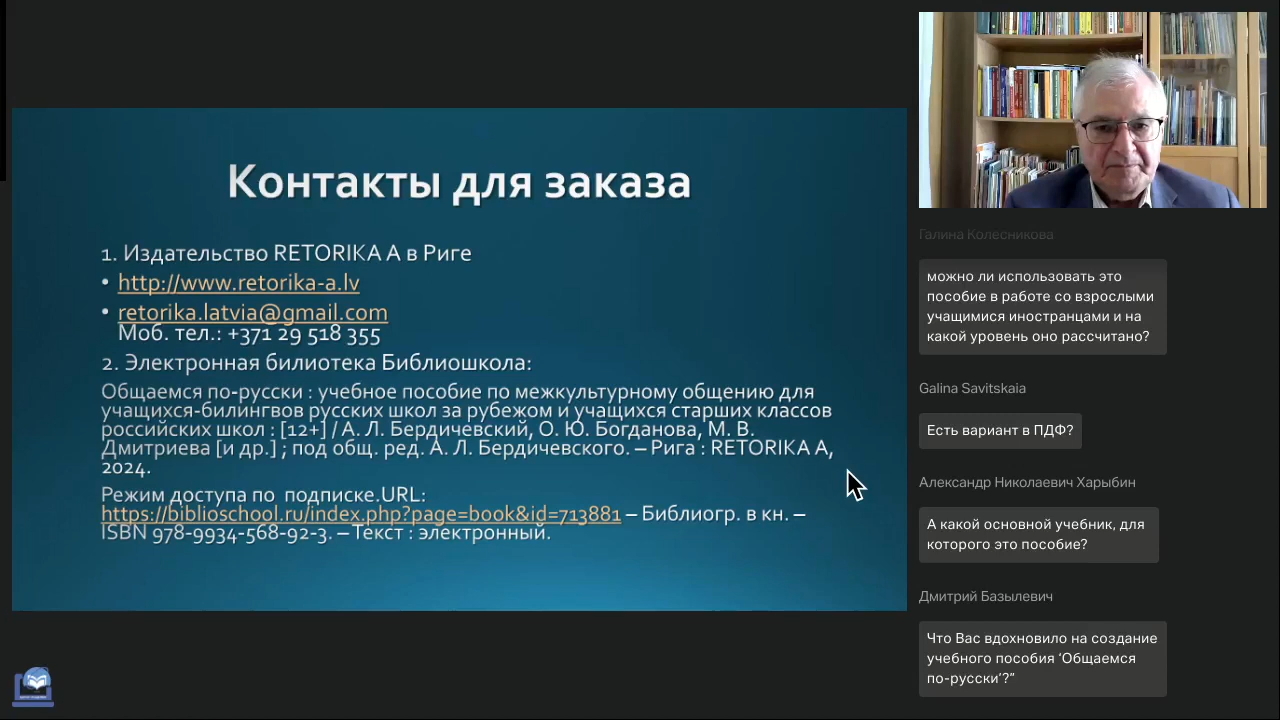 Контакты для заказа
1. Издательство RETORIKA A в Риге
• http://www.retorika-a.lv
• retorika.latvia@gmail.com
Моб. тел.: +371 29 518 355
2. Электронная билиотека Библиошкола:
Общаемся по-русски : учебное пособие по межкультурному общению для
учащихся-билингвов русских школ за рубежом и учащихся старших классов
российских школ : [12+] / А. Л. Бердичевский, О. Ю. Богданова, М. В.
Дмитриева [и др.] ; под общ. ред. А. Л. Бердичевского. – Рига : RETORIKA A,
2024.
Режим доступа по подписке.URL:
https://biblioschool.ru/index.php?page=book&id=713881 – Библиогр. в кн. –
ISBN 978-9934-568-92-3. – Текст : электронный.
Галина Колесникова
можно ли использовать это
пособие в работе со взрослыми
учащимися иностранцами и на
какой уровень оно рассчитано?
Galina Savitskaia
Есть вариант в ПДФ?
Александр Николаевич Харыбин
А какой основной учебник, для
которого это пособие?
Дмитрий Базылевич
Что Вас вдохновило на создание
учебного пособия ‘Общаемся
по-русски’?”